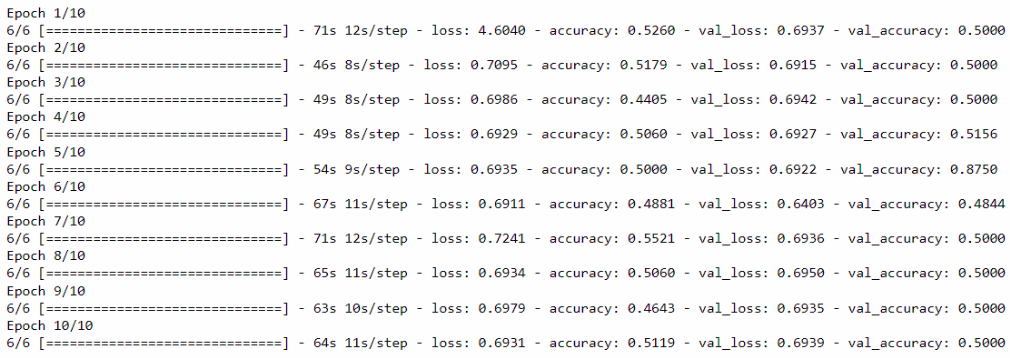 Epoch 1/10
6/6 [==============================] - 71s 12s/step - loss: 4.6040 - accuracy: 0.5260 - val_loss: 0.6937 - val_accuracy: 0.5000
Epoch 2/10
6/6 [==============================] - 46s 8s/step - loss: 0.7095 - accuracy: 0.5179 - val_loss: 0.6915 - val_accuracy: 0.5000
Epoch 3/10
6/6 [==============================] - 49s 8s/step - loss: 0.6986 - accuracy: 0.4405 - val_loss: 0.6942 - val_accuracy: 0.5000
Epoch 4/10
6/6 [==============================] - 49s 8s/step - loss: 0.6929 - accuracy: 0.5060 - val_loss: 0.6927 - val_accuracy: 0.5156
Epoch 5/10
6/6 [==============================] - 54s 9s/step - loss: 0.6935 - accuracy: 0.5000 - val_loss: 0.6922 - val_accuracy: 0.8750
Epoch 6/10
6/6 [==============================] - 67s 11s/step - loss: 0.6911 - accuracy: 0.4881 - val_loss: 0.6403 - val_accuracy: 0.4844
Epoch 7/10
6/6 [==============================] - 71s 12s/step - loss: 0.7241 - accuracy: 0.5521 - val_loss: 0.6936 - val_accuracy: 0.5000
Epoch 8/10
6/6 [==============================] - 65s 11s/step - loss: 0.6934 - accuracy: 0.5060 - val_loss: 0.6950 - val_accuracy: 0.5000
Epoch 9/10
6/6 [==============================] - 63s 10s/step - loss: 0.6979 - accuracy: 0.4643 - val_loss: 0.6935 - val_accuracy: 0.5000
Epoch 10/10
6/6 [==============================] - 64s 11s/step - loss: 0.6931 - accuracy: 0.5119 - val_loss: 0.6939 - val_accuracy: 0.5000